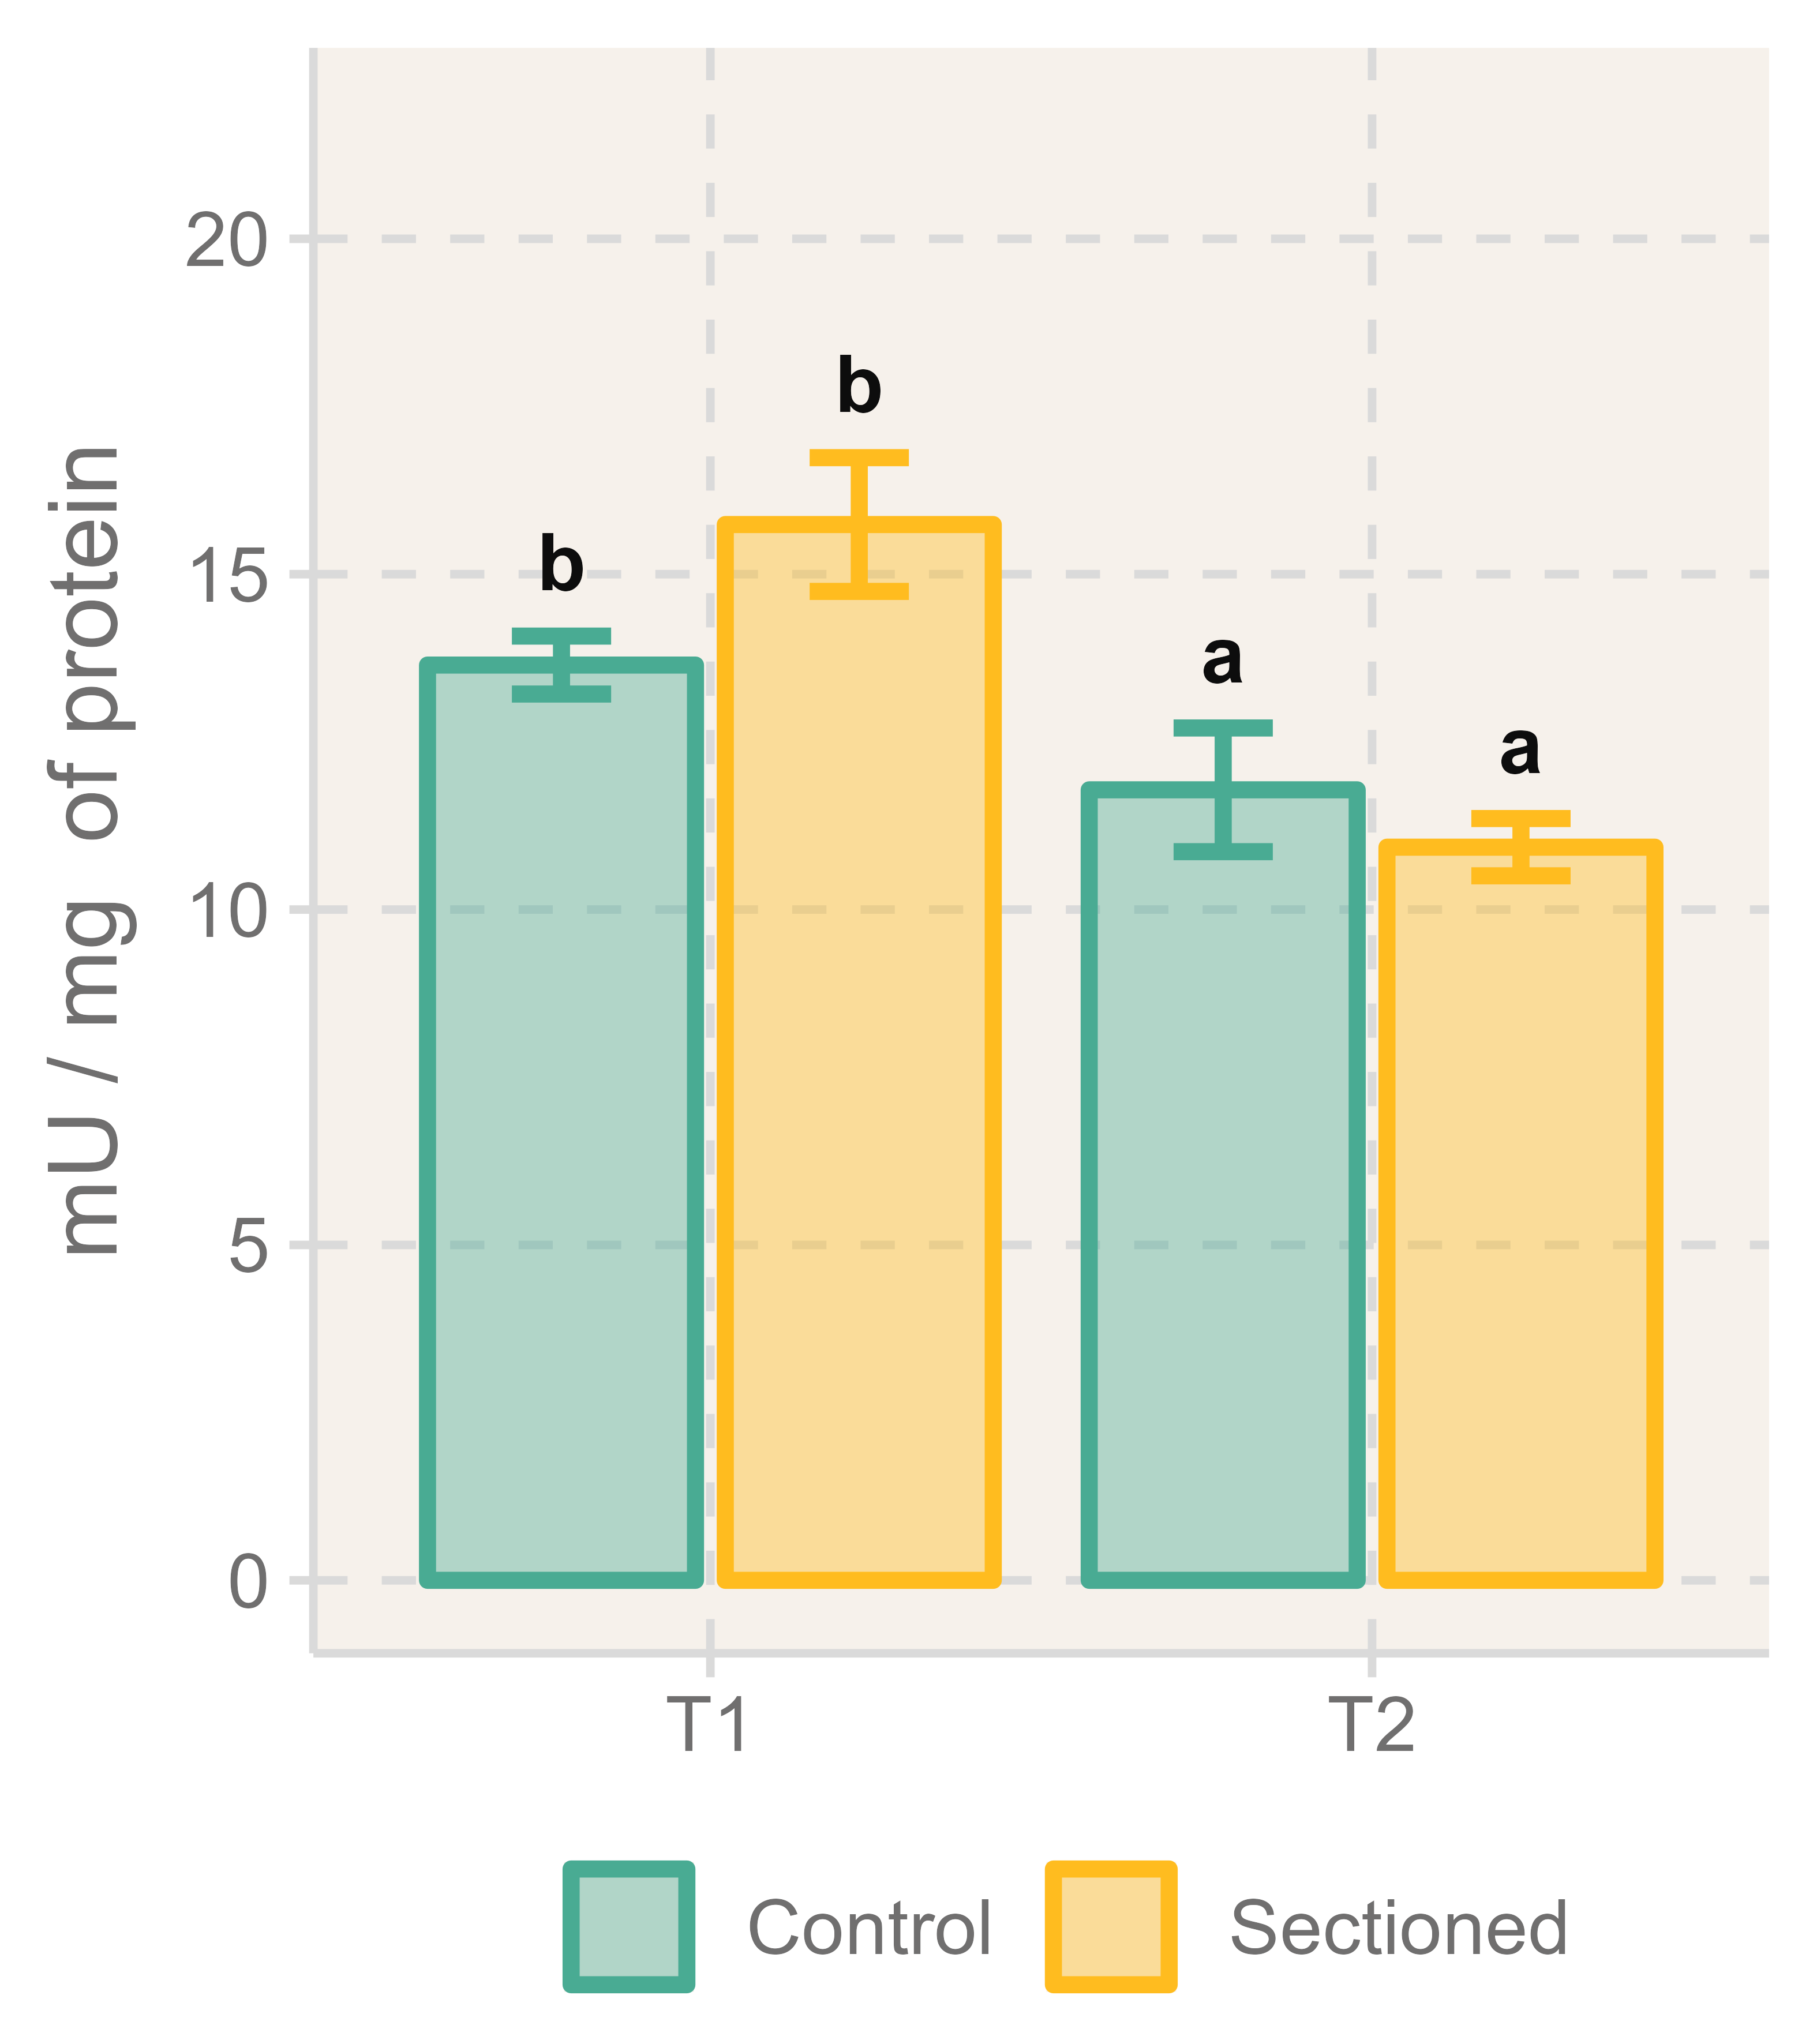 mU / mg  of protein
20
15
10
5
0
b
b
a
a
T1
T2
Control
Sectioned